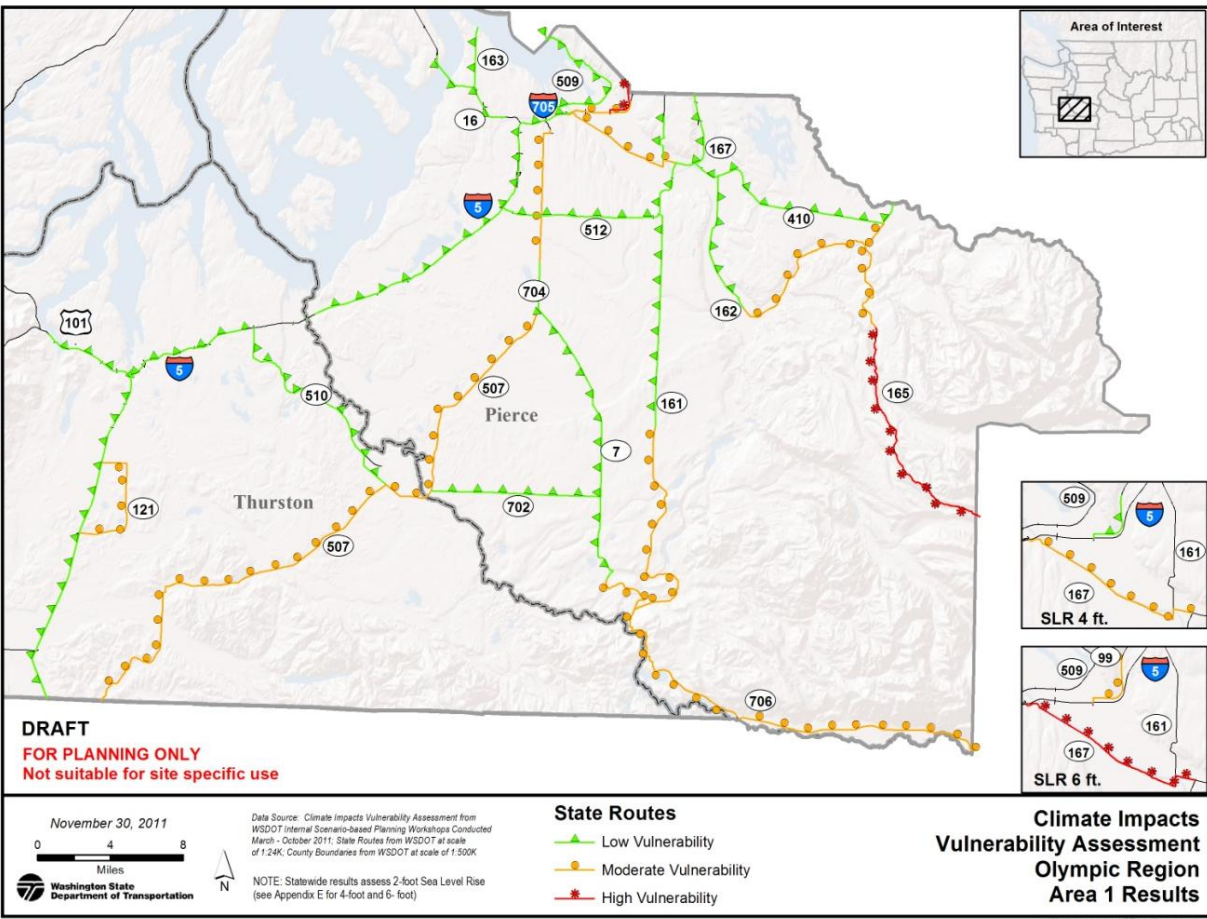 Area of Interest
163
509
705
16
167
5
512
410
704
162
101
5
510
507
161
165
Pierce
7
Thurston
121
702
507
706
509
5
161
167
SLR 4 ft.
99
509
5
161
167
SLR 6 ft.
DRAFT
FOR PLANNING ONLY
Not suitable for site specific use
November 30, 2011
0 4 8
Miles
Washington State
Department of Transportation
N
Data Source: Climate Impacts Vulnerability Assessment from
WSDOT Internal Scenario-based Planning Workshops Conducted
March - October 2011; State Routes from WSDOT at scale
of 1:24K; County Boundaries from WSDOT at scale of 1:500K
NOTE: Statewide results assess 2-foot Sea Level Rise
(see Appendix E for 4-foot and 6- foot)
State Routes
Low Vulnerability
Moderate Vulnerability
High Vulnerability
Climate Impacts
Vulnerability Assessment
Olympic Region
Area 1 Results